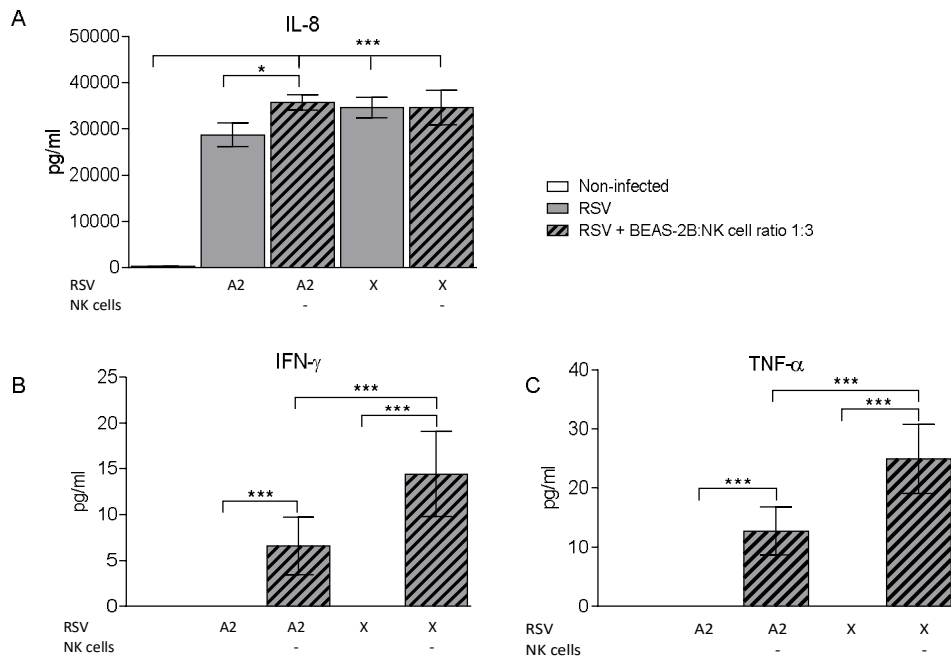 A
IL-8
50000
40000
30000
20000
10000
0
pg/ml
***
*
RSV A2 A2 X X
NK cells - -
Non-infected
RSV
RSV + BEAS-2B:NK cell ratio 1:3
B
IFN-γ
25
20
15
10
5
0
pg/ml
***
***
***
RSV A2 A2 X X
NK cells - -
C
TNF-α
40
30
20
10
0
pg/ml
***
***
***
RSV A2 A2 X X
NK cells - -